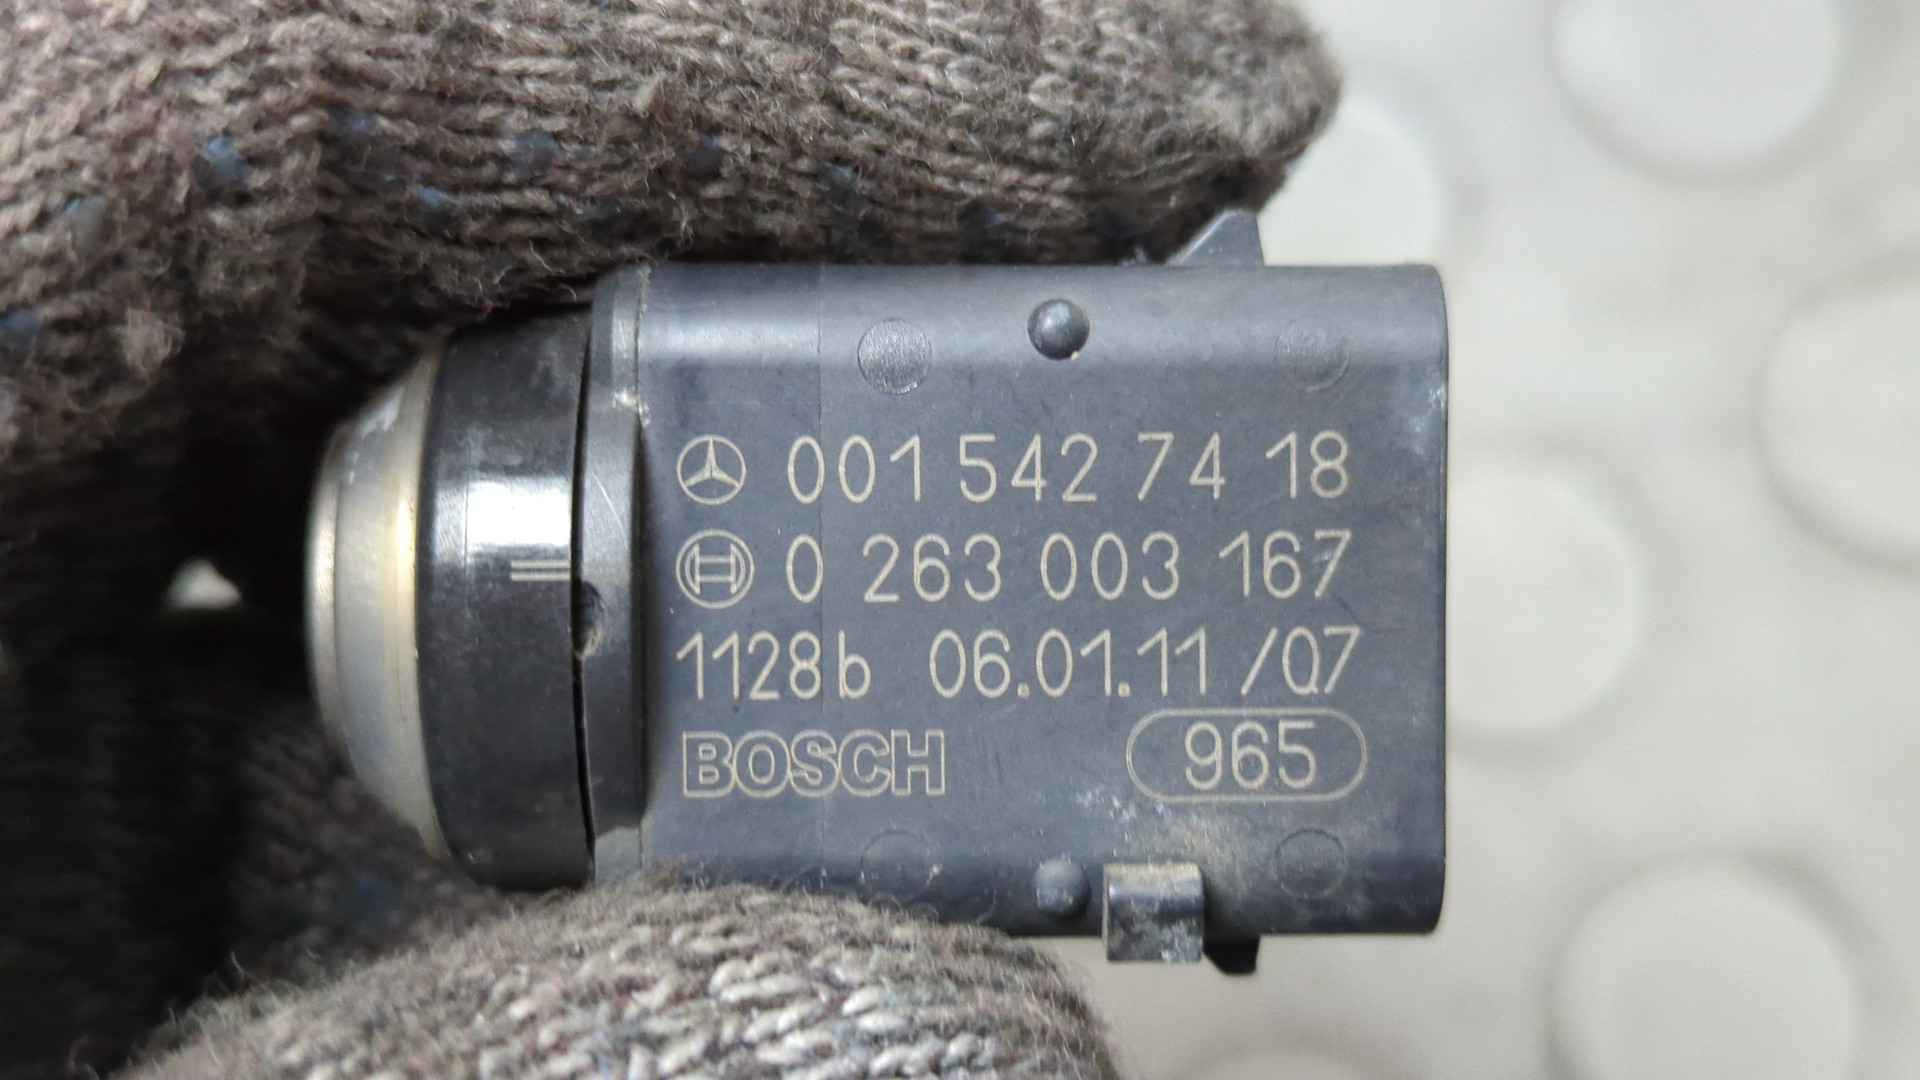 001 542 74 18
0 263 003 167
1128b 06.01.11 /Q7
BOSCH 965